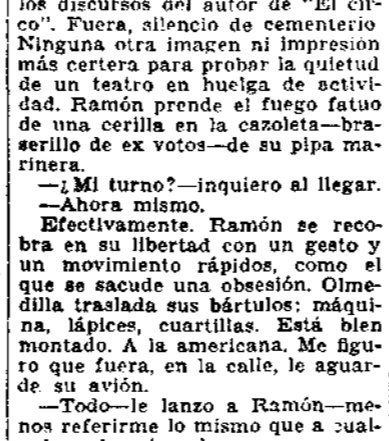 los discursos del autor de "El cir-
co". Fuera, silencio de cementerio
Ninguna otra imagen ni impresión
más certera para probar la quietud
de un teatro en huelga de activi-
dad. Ramón prende el fuego fatuo
de una cerilla en la cazoleta—bra-
serillo de ex votos—de su pipa ma-
rinera.
—¿Mi turno?—inquiero al llegar.
—Ahora mismo.
Efectivamente. Ramón se reco-
bra en su libertad con un gesto y
un movimiento rápidos, como el
que se sacude una obsesión. Olme-
dilla traslada sus bártulos: máqui-
na, lápices, cuartillas. Está bien
montado. A la americana. Me figu-
ro que fuera, en la calle, le aguar-
de su avión.
—Todo—le lanzo a Ramón—me-
nos referirme lo mismo que a cual-